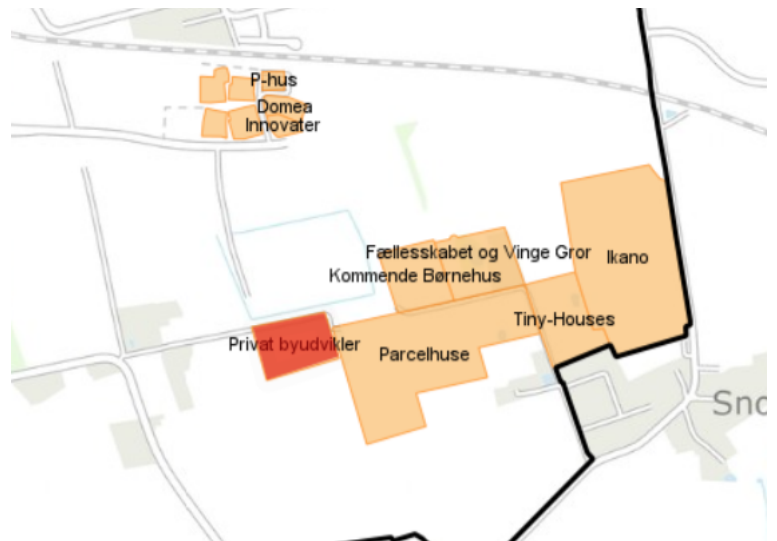 P-hus
Domea
Innovater
Fællesskabet og Vinge Gror
Ikano
Kommende Børnehus
Tiny-Houses
Privat byudvikler
Parcelhuse
Sno